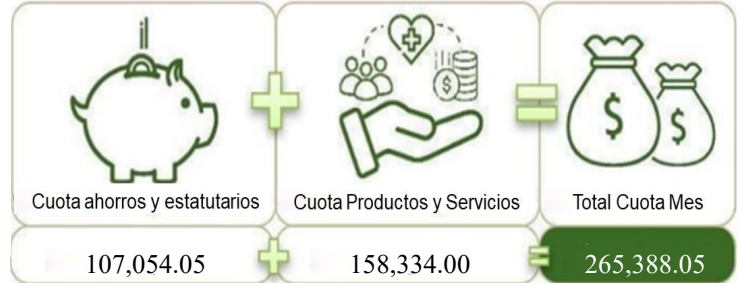 Cuota ahorros y estatutarios
Cuota Productos y Servicios
Total Cuota Mes
107,054.05
158,334.00
265,388.05